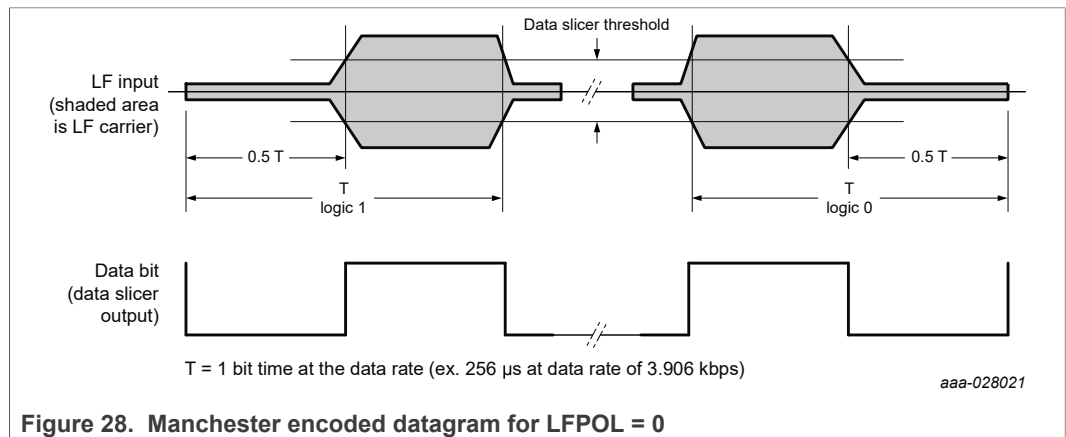 Data slicer threshold
LF input
(shaded area
is LF carrier)
0.5 T
0.5 T
T
logic 1
T
logic 0
Data bit
(data slicer
output)
T = 1 bit time at the data rate (ex. 256 μs at data rate of 3.906 kbps)
aaa-028021
Figure 28. Manchester encoded datagram for LFPOL = 0